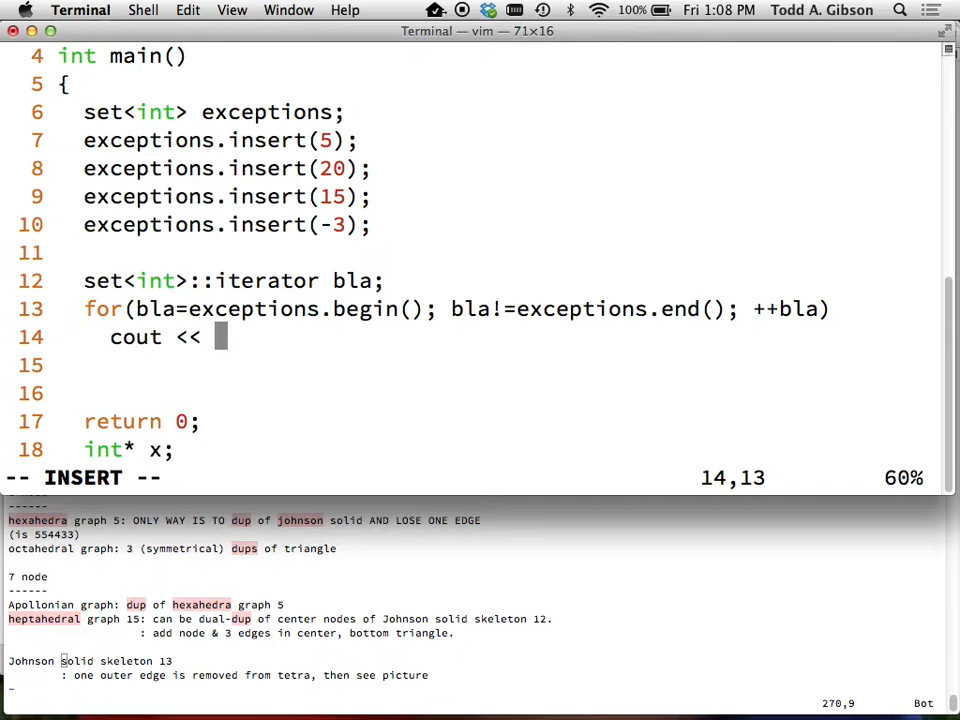 Terminal Shell Edit View Window Help 100% Fri 1:08 PM Todd A. Gibson
Terminal — vim — 71×16
4 int main()
5 {
6 set<int> exceptions;
7 exceptions.insert(5);
8 exceptions.insert(20);
9 exceptions.insert(15);
10 exceptions.insert(-3);
11
12 set<int>::iterator bla;
13 for(bla=exceptions.begin(); bla!=exceptions.end(); ++bla)
14 cout <<
15
16
17 return 0;
18 int* x;
-- INSERT -- 14,13 60%
------
hexahedra graph 5: ONLY WAY IS TO dup of johnson solid AND LOSE ONE EDGE
(is 554433)
octahedral graph: 3 (symmetrical) dups of triangle
7 node
------
Apollonian graph: dup of hexahedra graph 5
heptahedral graph 15: can be dual-dup of center nodes of Johnson solid skeleton 12.
: add node & 3 edges in center, bottom triangle.
Johnson solid skeleton 13
: one outer edge is removed from tetra, then see picture
~
270,9 Bot